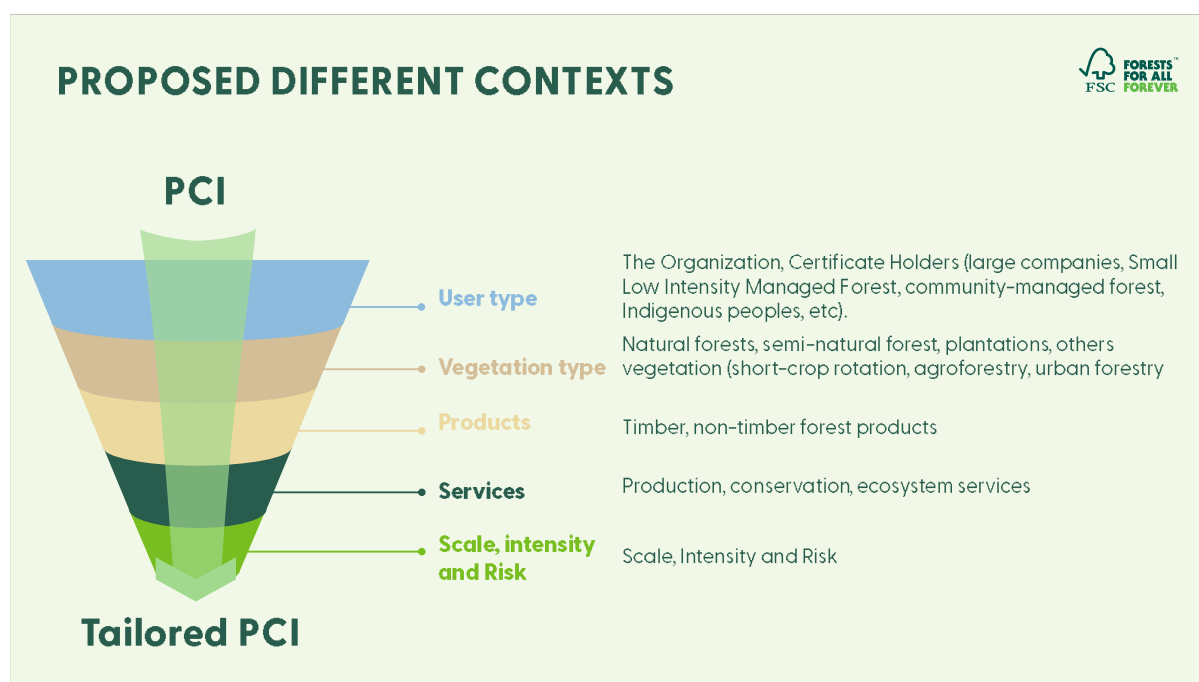 PROPOSED DIFFERENT CONTEXTS
FORESTS™
FOR ALL
FOREVER
FSC
PCI
User type
The Organization, Certificate Holders (large companies, Small
Low Intensity Managed Forest, community-managed forest,
Indigenous peoples, etc).
Vegetation type
Natural forests, semi-natural forest, plantations, others
vegetation (short-crop rotation, agroforestry, urban forestry
Products
Timber, non-timber forest products
Services
Production, conservation, ecosystem services
Scale, intensity
and Risk
Scale, Intensity and Risk
Tailored PCI